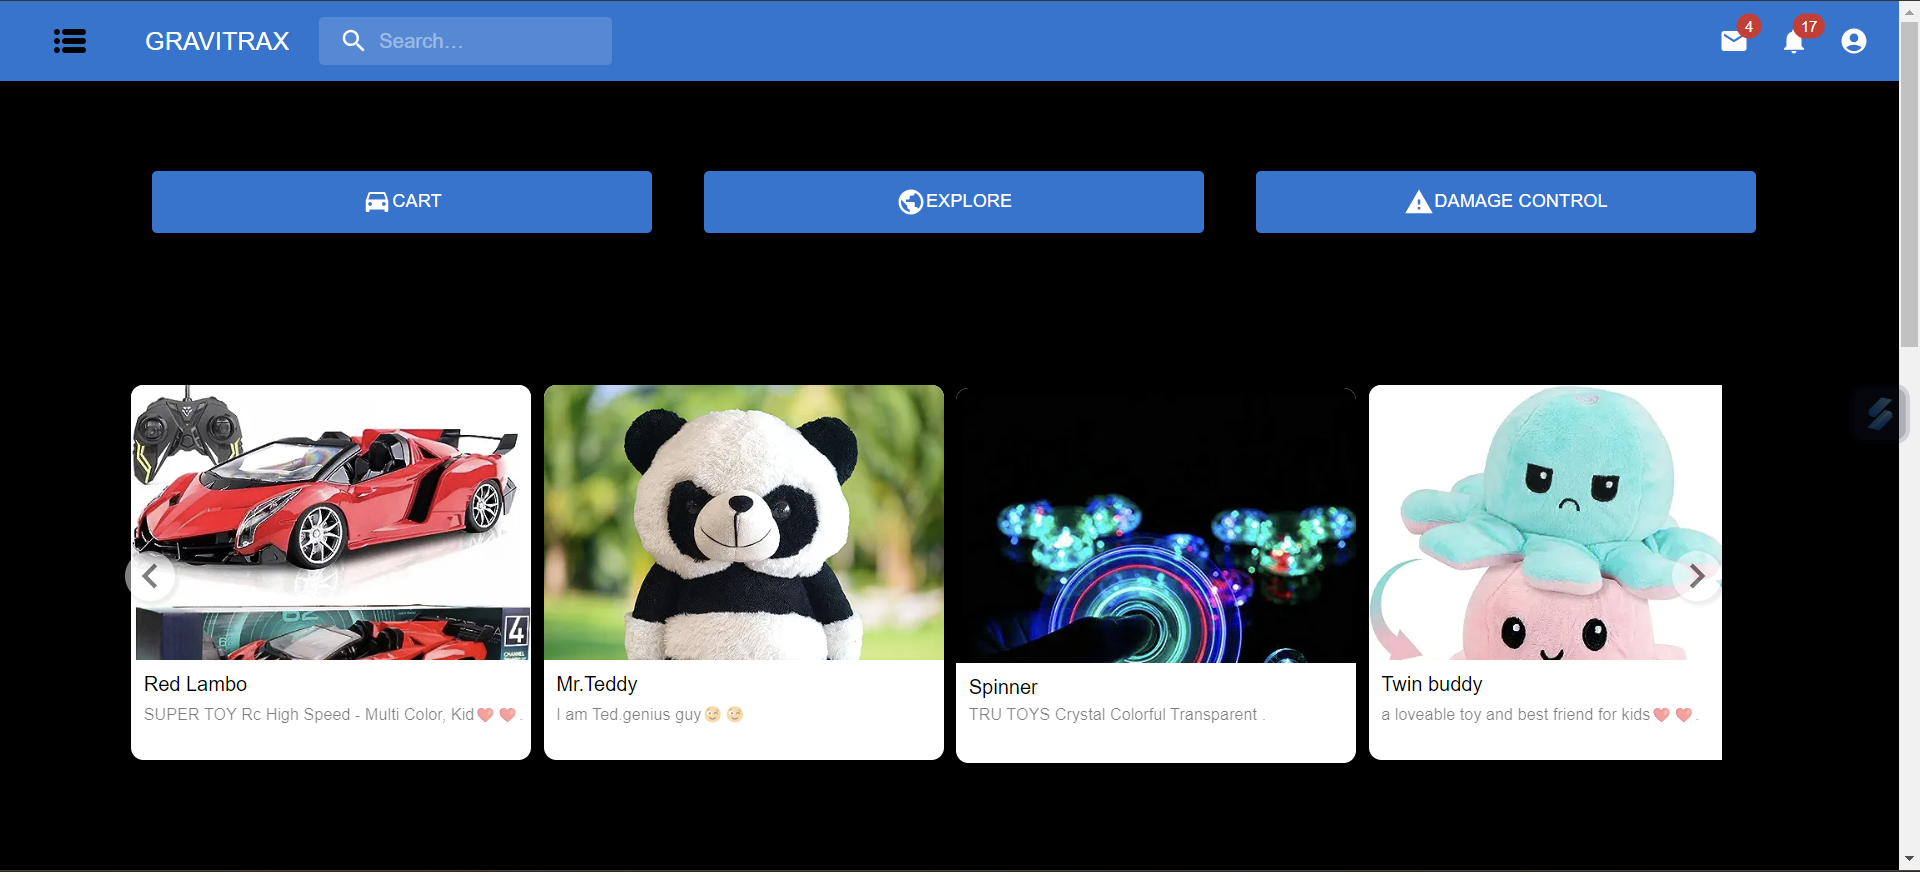 GRAVITRAX
Search...
4
17
CART
EXPLORE
DAMAGE CONTROL
4
Red Lambo
SUPER TOY Rc High Speed - Multi Color, Kid❤️ ❤️ .
Mr.Teddy
I am Ted.genius guy😉 😉
Spinner
TRU TOYS Crystal Colorful Transparent .
Twin buddy
a loveable toy and best friend for kids❤️ ❤️ .